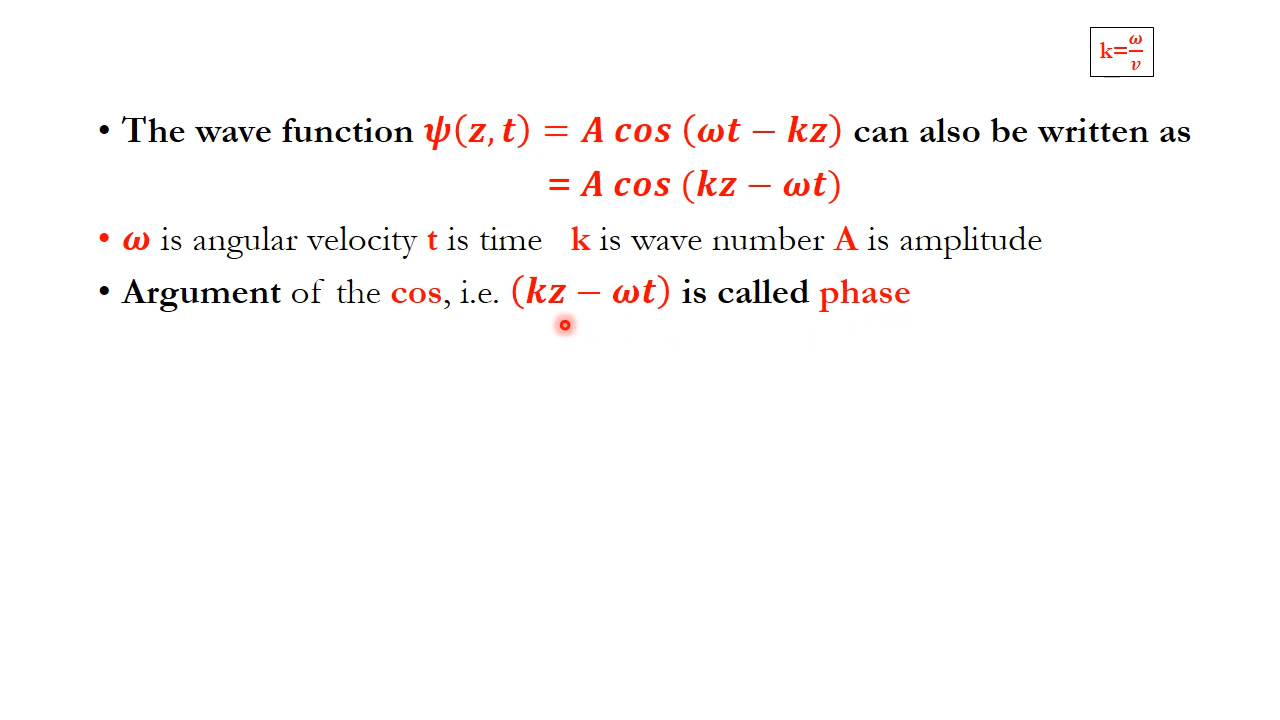 k=ω/v
• The wave function ψ(z, t) = A cos (ωt − kz) can also be written as
= A cos (kz − ωt)
• ω is angular velocity t is time k is wave number A is amplitude
• Argument of the cos, i.e. (kz − ωt) is called phase